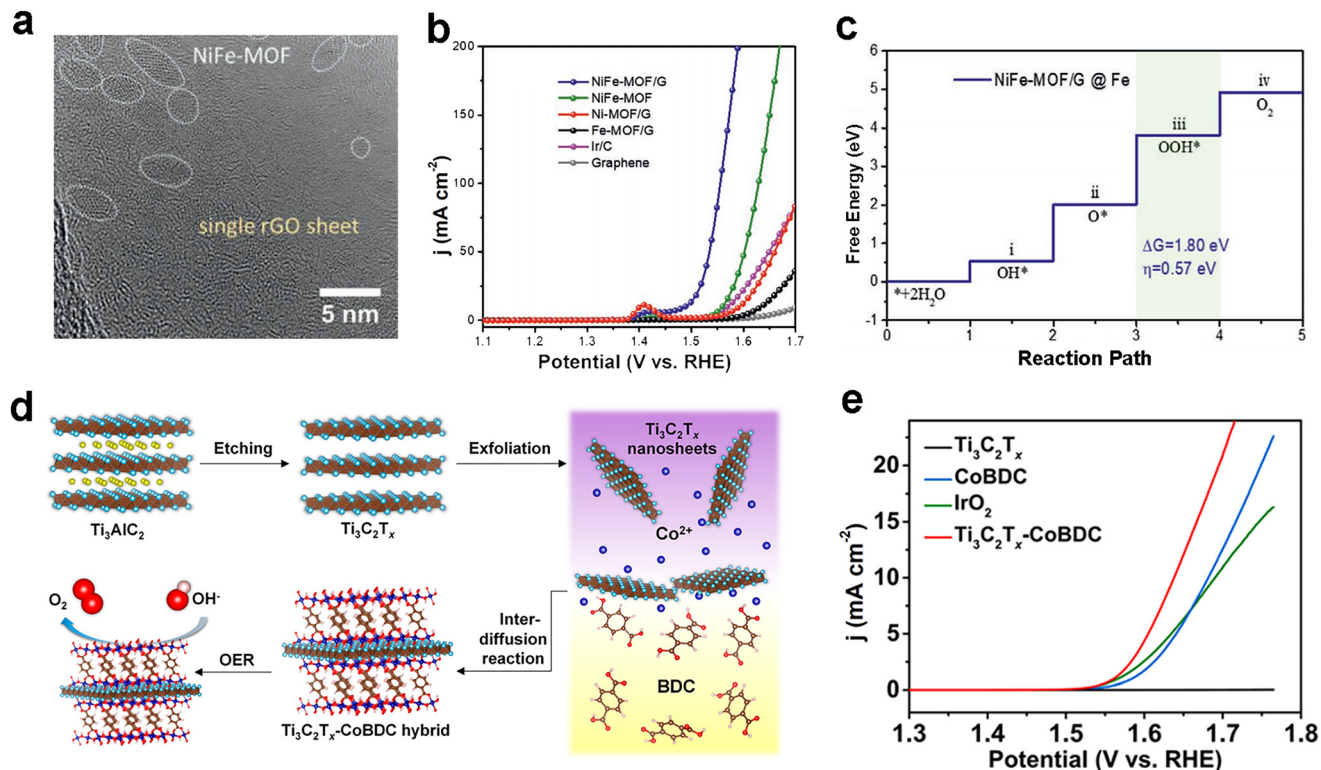 a
NiFe-MOF
single rGO sheet
5 nm
b
200
150
100
50
0
j (mA cm⁻²)
NiFe-MOF/G
NiFe-MOF
Ni-MOF/G
Fe-MOF/G
Ir/C
Graphene
1.1 1.2 1.3 1.4 1.5 1.6 1.7
Potential (V vs. RHE)
c
6
5
4
3
2
1
0
-1
Free Energy (eV)
NiFe-MOF/G @ Fe
iv
O₂
iii
OOH*
ii
O*
i
OH*
*+2H₂O
ΔG=1.80 eV
η=0.57 eV
0 1 2 3 4 5
Reaction Path
d
Ti₃AlC₂
Etching
Ti₃C₂Tₓ
Exfoliation
Ti₃C₂Tₓ
nanosheets
Co²⁺
BDC
Inter-
diffusion
reaction
Ti₃C₂Tₓ-CoBDC hybrid
OER
O₂
OH⁻
e
20
15
10
5
0
j (mA cm⁻²)
Ti₃C₂Tₓ
CoBDC
IrO₂
Ti₃C₂Tₓ-CoBDC
1.3 1.4 1.5 1.6 1.7 1.8
Potential (V vs. RHE)